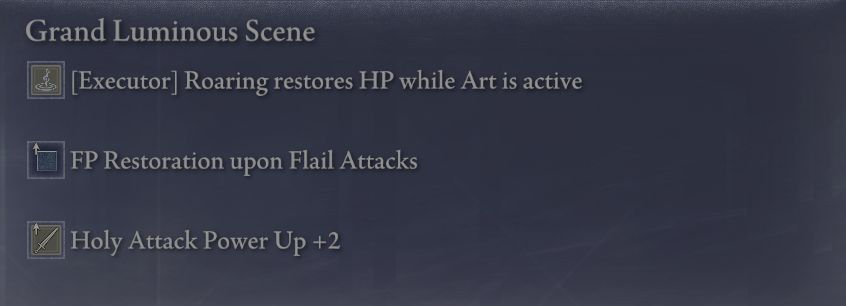 Grand Luminous Scene
[Executor] Roaring restores HP while Art is active
FP Restoration upon Flail Attacks
Holy Attack Power Up +2